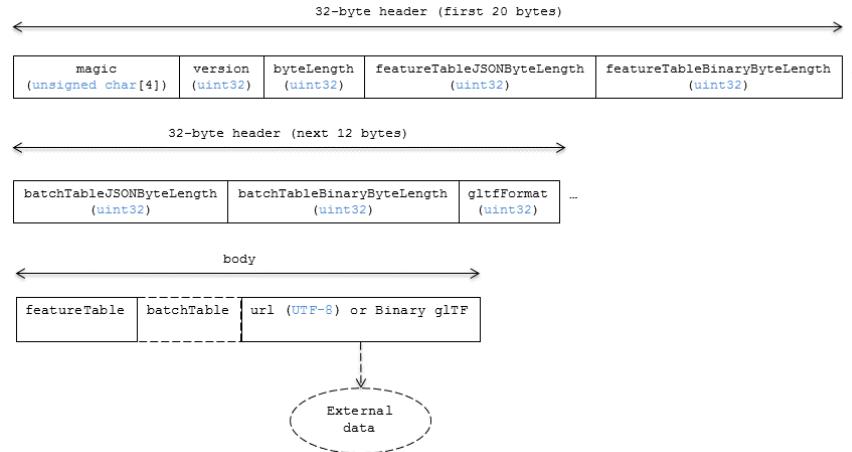 32-byte header (first 20 bytes)
magic version byteLength featureTableJSONByteLength featureTableBinaryByteLength
(unsigned char[4]) (uint32) (uint32) (uint32) (uint32)
32-byte header (next 12 bytes)
batchTableJSONByteLength batchTableBinaryByteLength gltfFormat
(uint32) (uint32) (uint32) …
body
featureTable batchTable url (UTF-8) or Binary glTF
External
data